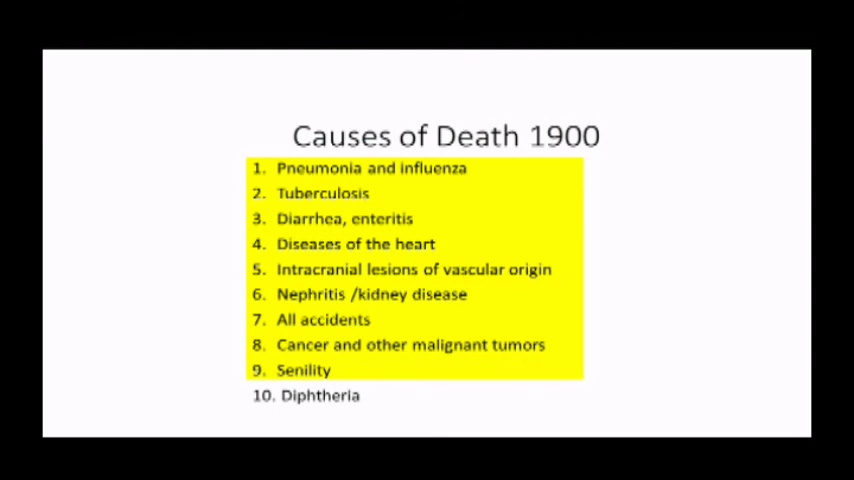 Causes of Death 1900
1. Pneumonia and influenza
2. Tuberculosis
3. Diarrhea, enteritis
4. Diseases of the heart
5. Intracranial lesions of vascular origin
6. Nephritis /kidney disease
7. All accidents
8. Cancer and other malignant tumors
9. Senility
10. Diphtheria